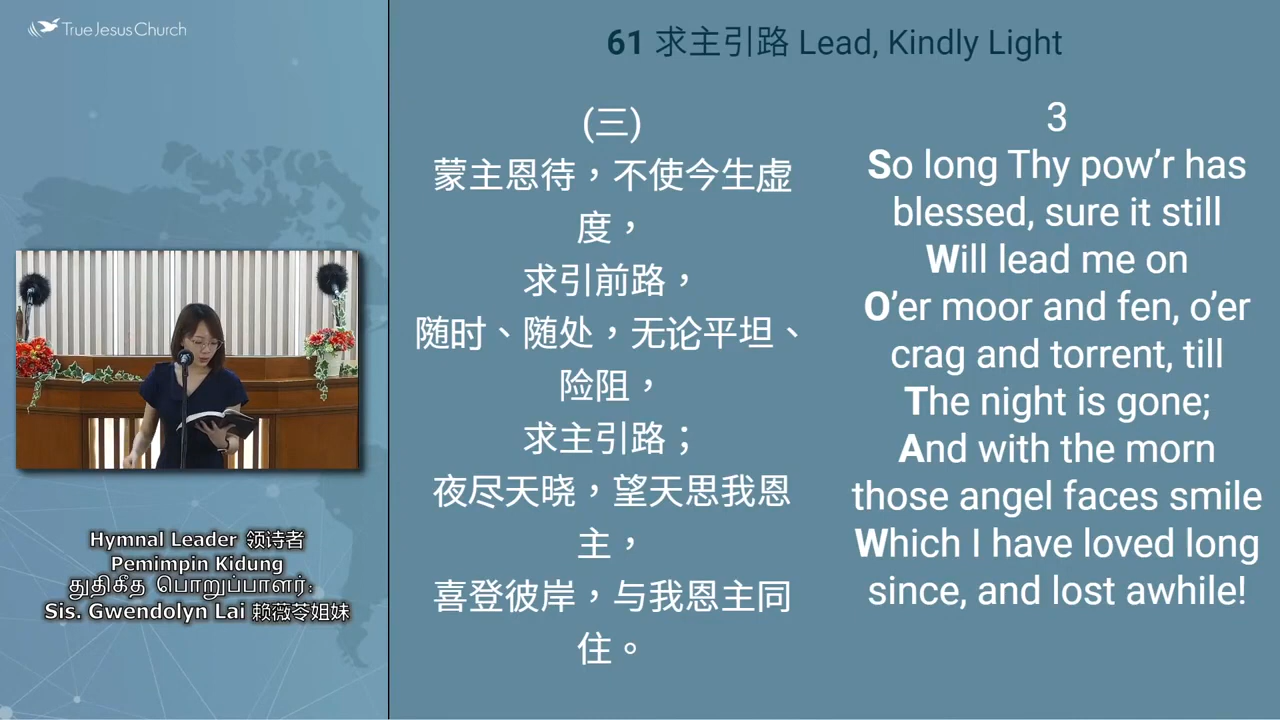 True Jesus Church
61 求主引路 Lead, Kindly Light
(三)
蒙主恩待，不使今生虚
度，
求引前路，
随时、随处，无论平坦、
险阻，
求主引路；
夜尽天晓，望天思我恩
主，
喜登彼岸，与我恩主同
住。
3
So long Thy pow’r has
blessed, sure it still
Will lead me on
O’er moor and fen, o’er
crag and torrent, till
The night is gone;
And with the morn
those angel faces smile
Which I have loved long
since, and lost awhile!
Hymnal Leader 领诗者
Pemimpin Kidung
துதிகீத பொறுப்பாளர்:
Sis. Gwendolyn Lai 赖薇苓姐妹